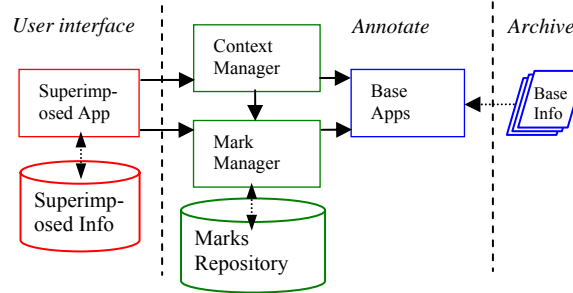 User interface
Annotate
Archive
Context
Manager
Superimp-
osed App
Base
Apps
Base
Info
Mark
Manager
Superimp-
osed Info
Marks
Repository